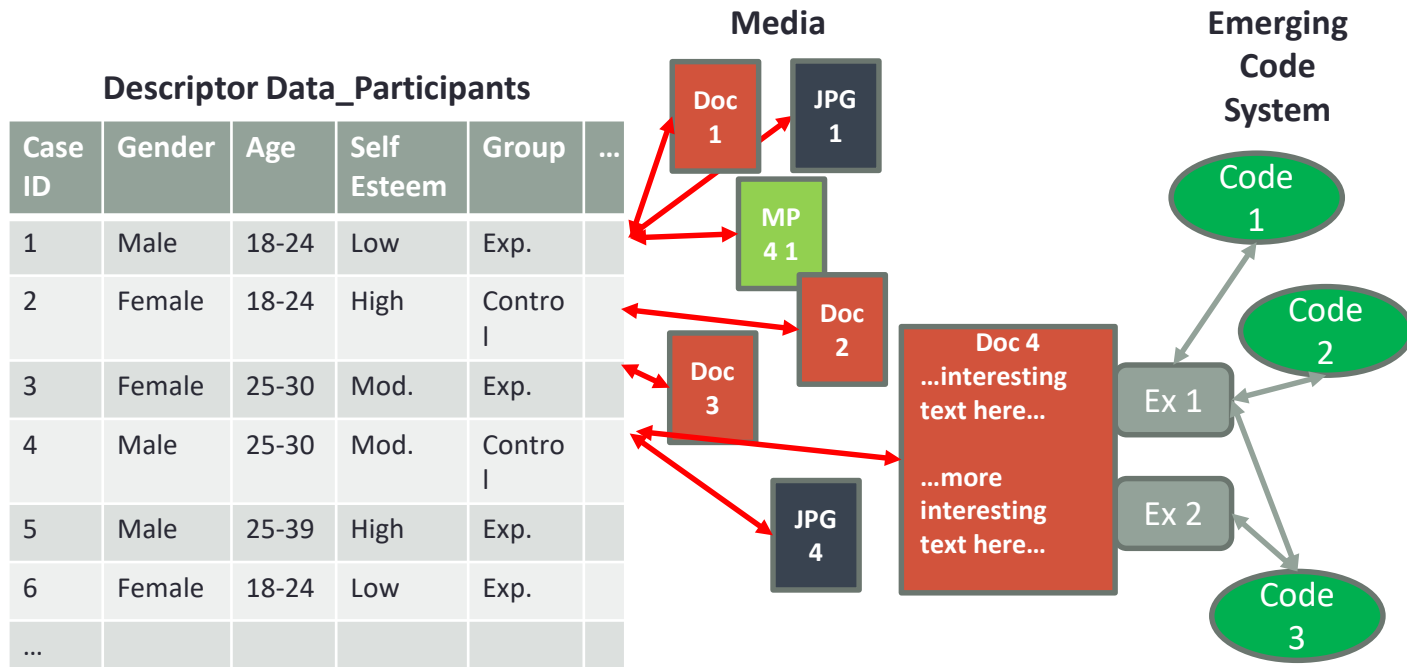 Media
Emerging
Code
System
Descriptor Data_Participants
Case ID Gender Age Self Esteem Group ...
1 Male 18-24 Low Exp.
2 Female 18-24 High Control
3 Female 25-30 Mod. Exp.
4 Male 25-30 Mod. Control
5 Male 25-39 High Exp.
6 Female 18-24 Low Exp.
...
Doc
1
JPG
1
MP
4 1
Doc
2
Doc
3
JPG
4
Doc 4
...interesting
text here...
...more
interesting
text here...
Ex 1
Ex 2
Code
1
Code
2
Code
3